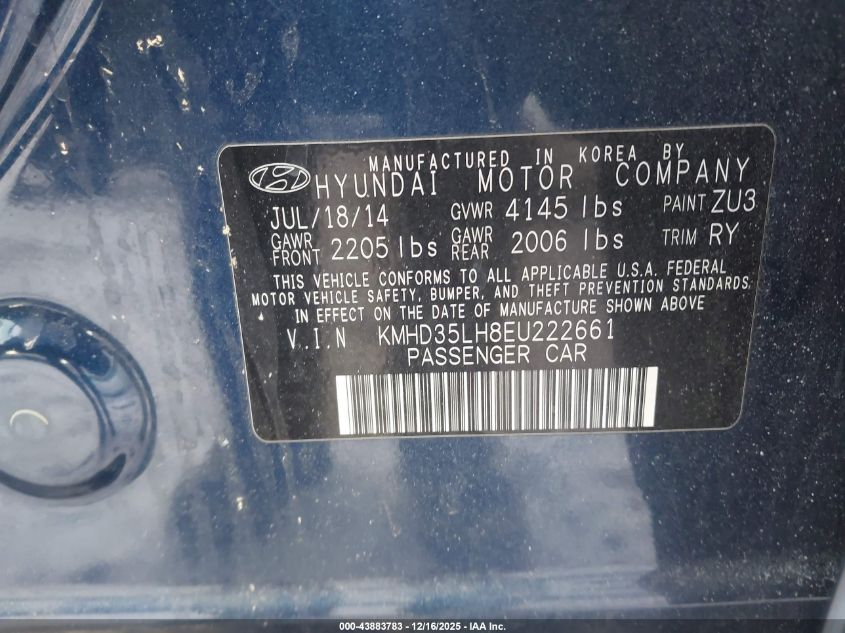 MANUFACTURED IN KOREA BY
HYUNDAI MOTOR COMPANY
JUL/18/14 GVWR 4145 lbs PAINT ZU3
GAWR FRONT 2205 lbs GAWR REAR 2006 lbs TRIM RY
THIS VEHICLE CONFORMS TO ALL APPLICABLE U.S.A. FEDERAL
MOTOR VEHICLE SAFETY, BUMPER, AND THEFT PREVENTION STANDARDS
IN EFFECT ON THE DATE OF MANUFACTURE SHOWN ABOVE
V.I.N KMHD35LH8EU222661
PASSENGER CAR
000-43883783 - 12/16/2025 - IAA Inc.